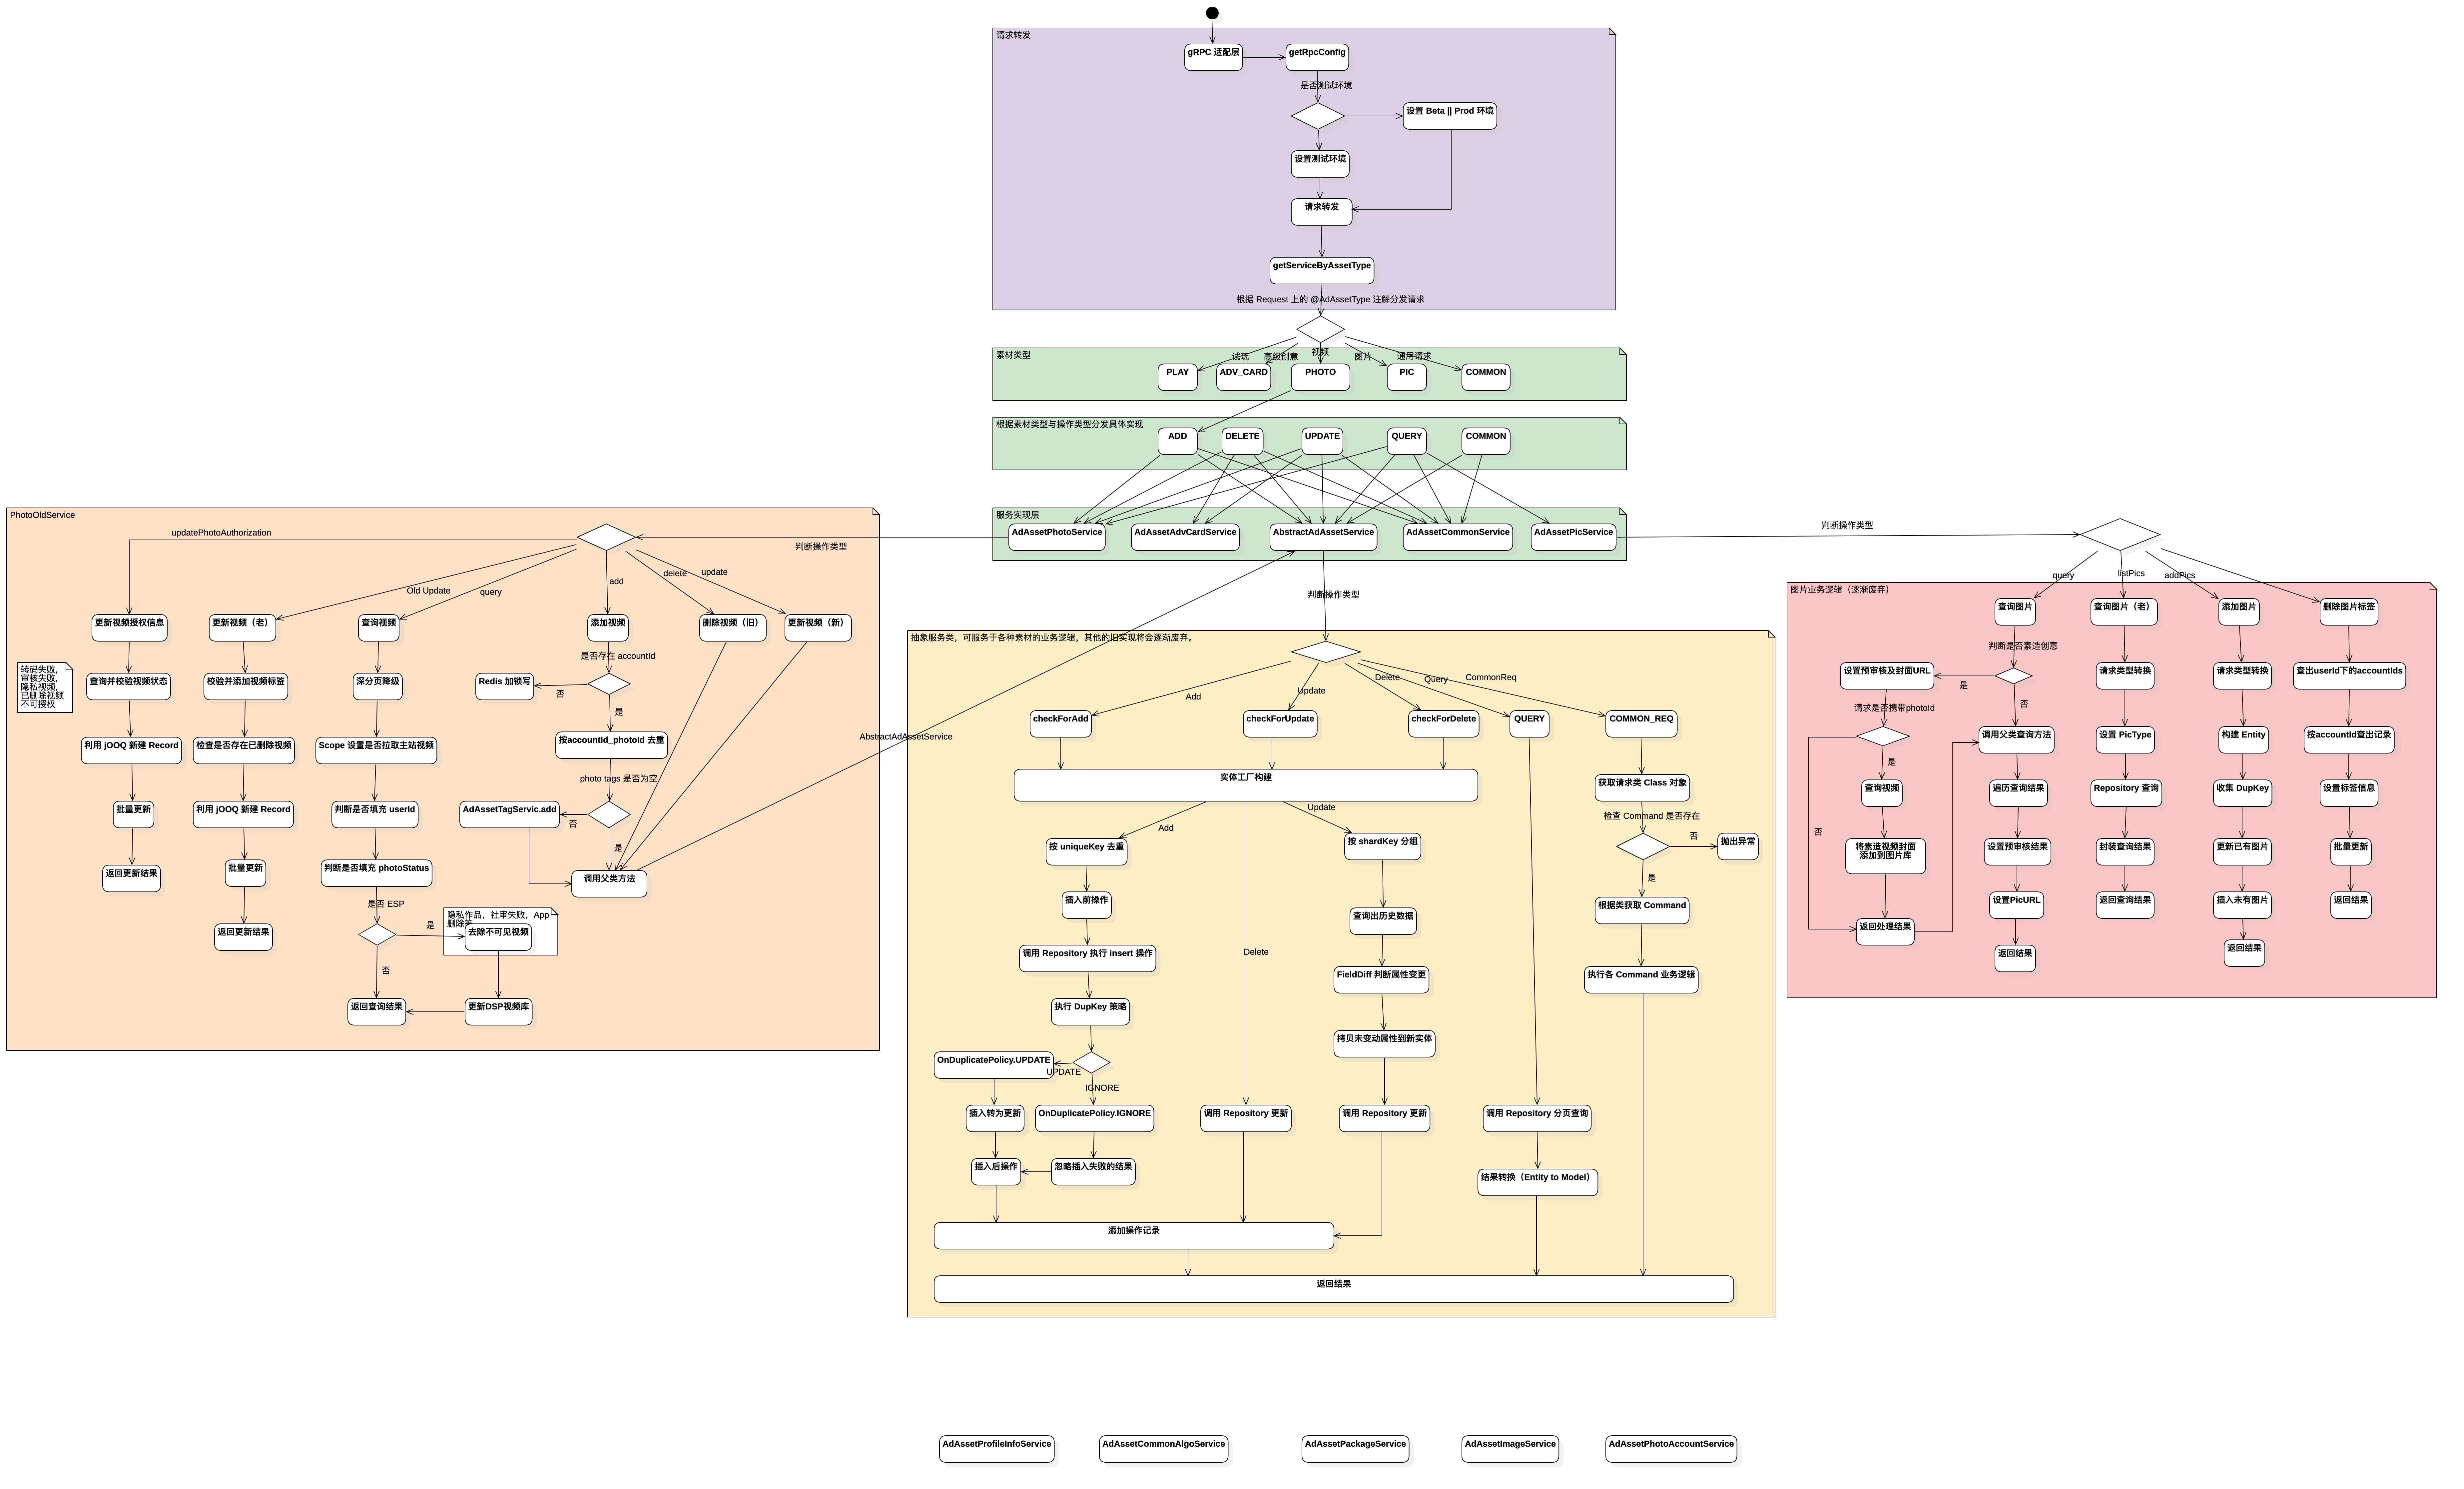 请求转发
gRPC 适配层
getRpcConfig
是否测试环境
设置 Beta || Prod 环境
设置测试环境
请求转发
getServiceByAssetType
根据 Request 上的 @AdAssetType 注解分发请求
素材类型
试玩
高级创意
视频
图片
通用请求
PLAY
ADV_CARD
PHOTO
PIC
COMMON
根据素材类型与操作类型分发具体实现
ADD
DELETE
UPDATE
QUERY
COMMON
服务实现层
AdAssetPhotoService
AdAssetAdvCardService
AbstractAdAssetService
AdAssetCommonService
AdAssetPicService
判断操作类型
判断操作类型
判断操作类型
PhotoOldService
updatePhotoAuthorization
Old Update
query
add
delete
update
更新视频授权信息
更新视频（老）
查询视频
添加视频
删除视频（旧）
更新视频（新）
转码失败，
审核失败，
隐私视频，
已删除视频
不可授权
查询并校验视频状态
利用 jOOQ 新建 Record
批量更新
返回更新结果
校验并添加视频标签
检查是否存在已删除视频
利用 jOOQ 新建 Record
批量更新
返回更新结果
深分页降级
Scope 设置是否拉取主站视频
判断是否填充 userId
判断是否填充 photoStatus
是否 ESP
是
否
隐私作品，社审失败，App
删除等
去除不可见视频
返回查询结果
更新DSP视频库
是否存在 accountId
Redis 加锁写
否
是
按accountId_photoId 去重
photo tags 是否为空
AdAssetTagServic.add
否
是
调用父类方法
AbstractAdAssetService
抽象服务类，可服务于各种素材的业务逻辑，其他的旧实现将会逐渐废弃。
Add
Update
Delete
Query
CommonReq
checkForAdd
checkForUpdate
checkForDelete
QUERY
COMMON_REQ
实体工厂构建
Add
Update
Delete
按 uniqueKey 去重
插入前操作
调用 Repository 执行 insert 操作
执行 DupKey 策略
OnDuplicatePolicy.UPDATE
UPDATE
IGNORE
插入转为更新
OnDuplicatePolicy.IGNORE
插入后操作
忽略插入失败的结果
调用 Repository 更新
按 shardKey 分组
查询出历史数据
FieldDiff 判断属性变更
拷贝未变动属性到新实体
调用 Repository 更新
调用 Repository 分页查询
结果转换（Entity to Model）
获取请求类 Class 对象
检查 Command 是否存在
否
抛出异常
是
根据类获取 Command
执行各 Command 业务逻辑
添加操作记录
返回结果
图片业务逻辑（逐渐废弃）
query
listPics
addPics
查询图片
查询图片（老）
添加图片
删除图片标签
判断是否素造创意
设置预审核及封面URL
是
否
请求是否携带photoId
是
否
查询视频
将素造视频封面
添加到图片库
返回处理结果
调用父类查询方法
遍历查询结果
设置预审核结果
设置PicURL
返回结果
请求类型转换
设置 PicType
Repository 查询
封装查询结果
返回查询结果
请求类型转换
构建 Entity
收集 DupKey
更新已有图片
插入未有图片
返回结果
查出userId下的accountIds
按accountId查出记录
设置标签信息
批量更新
返回结果
AdAssetProfileInfoService
AdAssetCommonAlgoService
AdAssetPackageService
AdAssetImageService
AdAssetPhotoAccountService